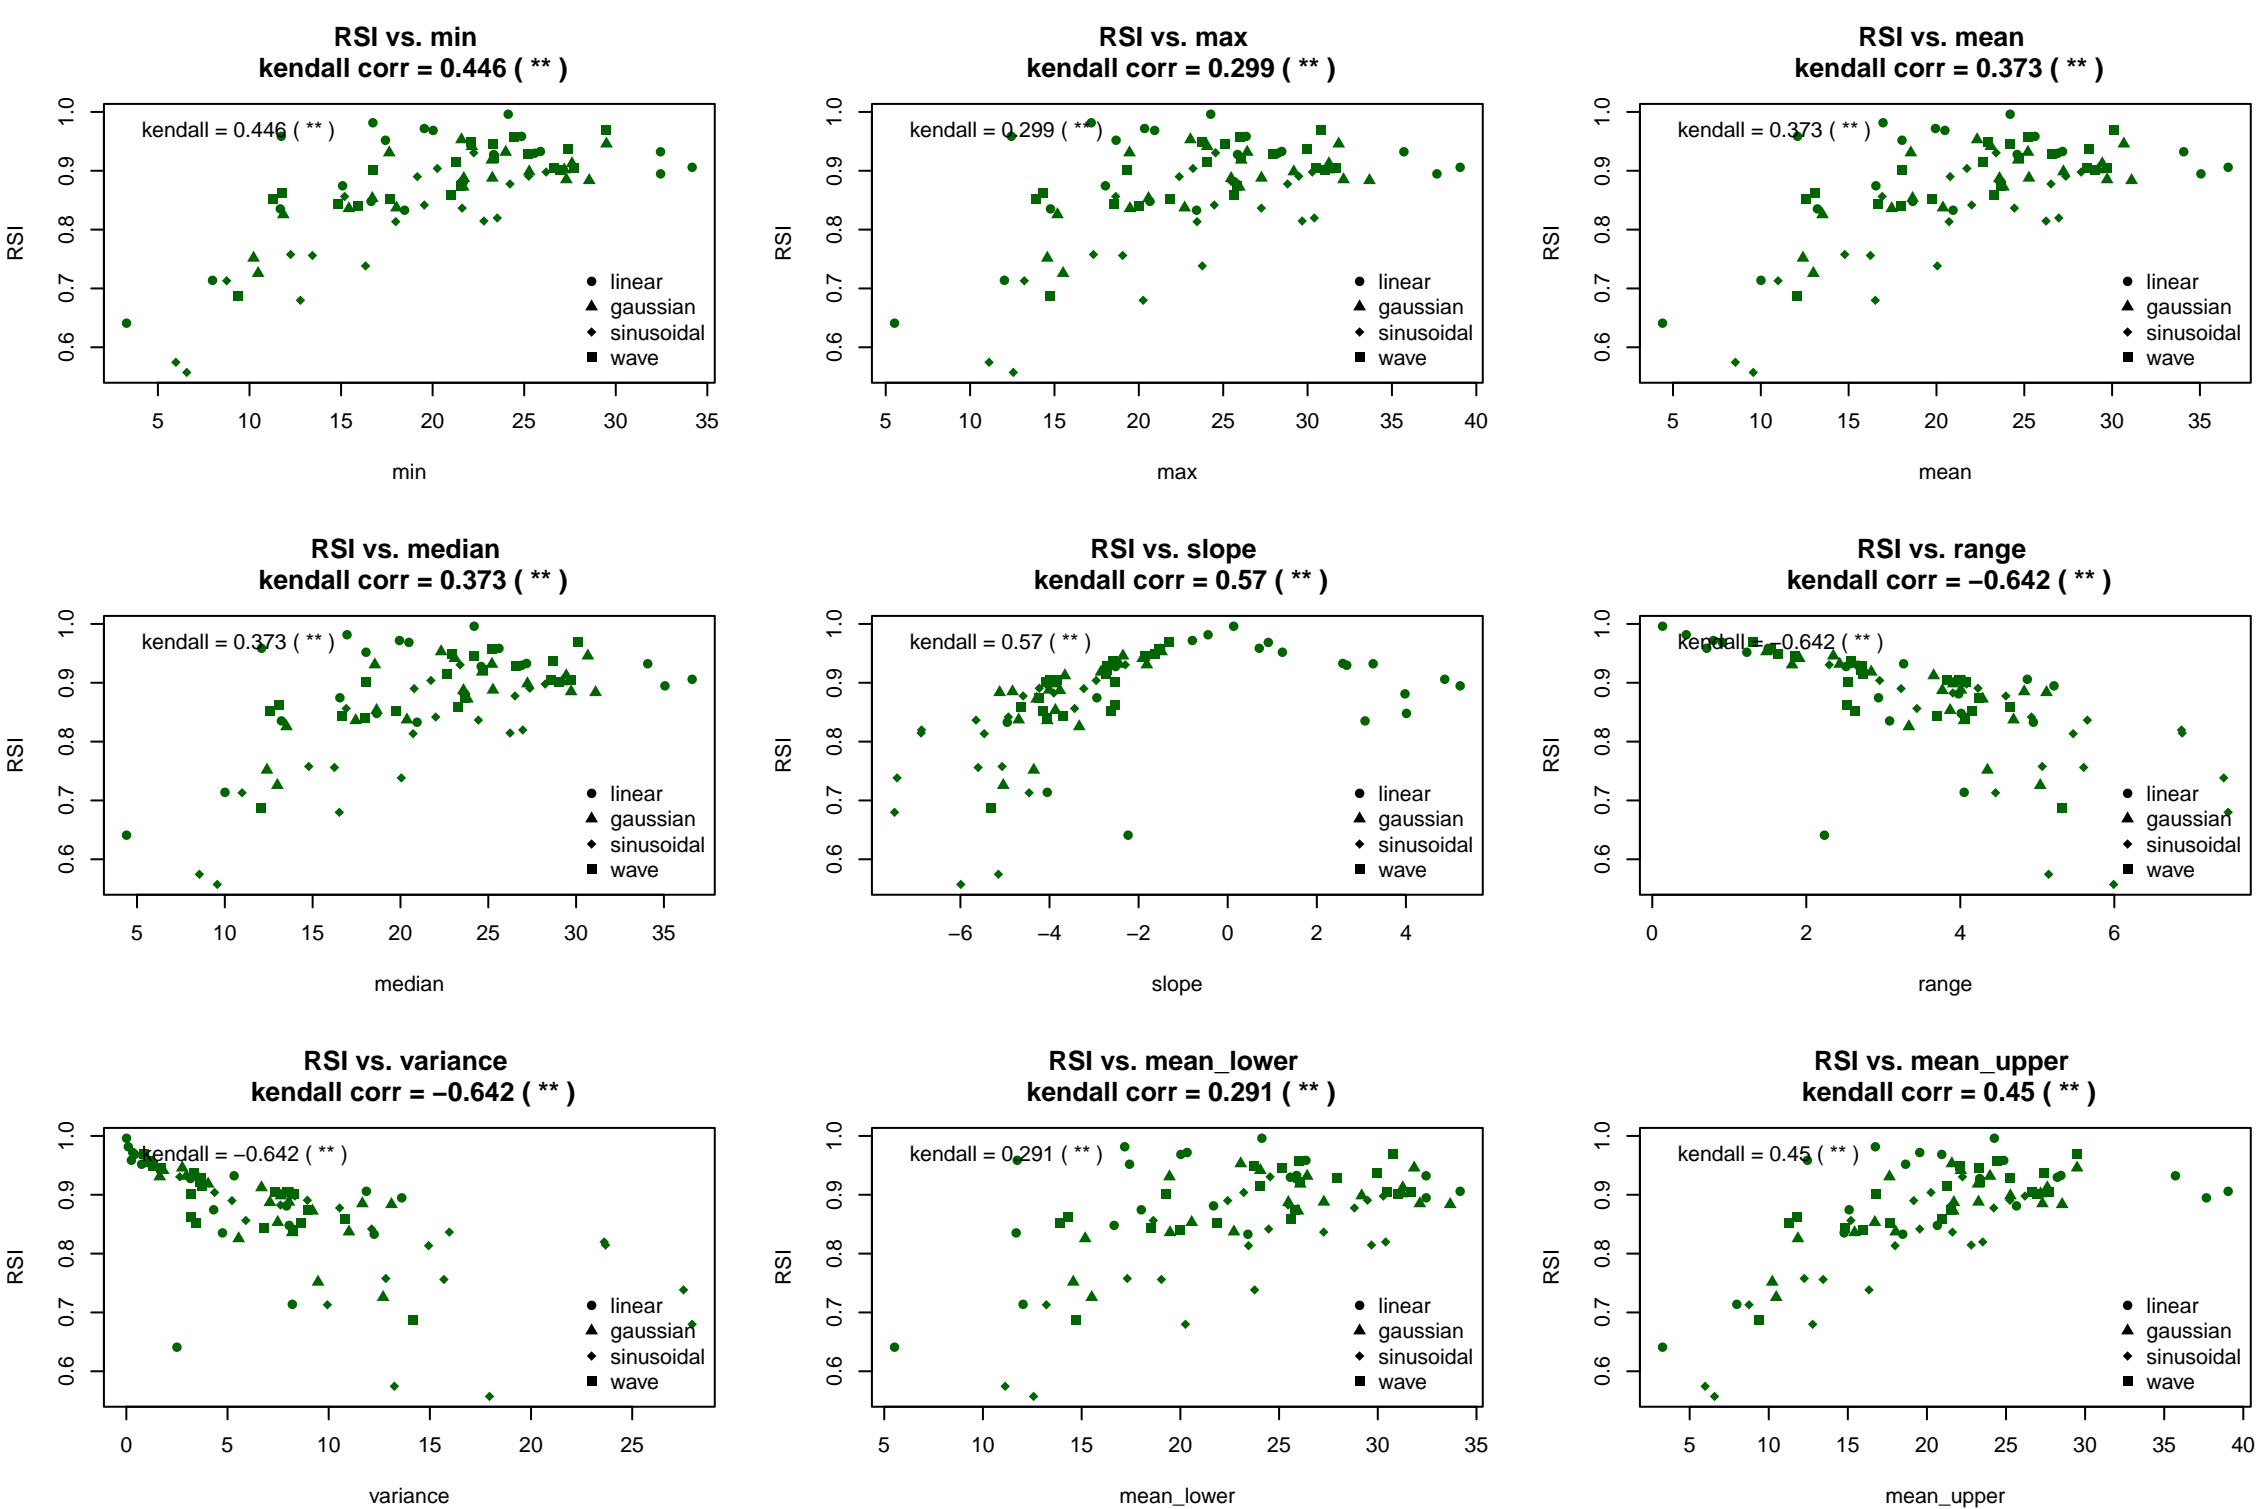 RSI vs. min
kendall corr = 0.446 ( ** )
kendall = 0.446 ( ** )
RSI
0.6 0.7 0.8 0.9 1.0
linear
gaussian
sinusoidal
wave
5 10 15 20 25 30 35
min
RSI vs. max
kendall corr = 0.299 ( ** )
kendall = 0.299 ( ** )
RSI
0.6 0.7 0.8 0.9 1.0
linear
gaussian
sinusoidal
wave
5 10 15 20 25 30 35 40
max
RSI vs. mean
kendall corr = 0.373 ( ** )
kendall = 0.373 ( ** )
RSI
0.6 0.7 0.8 0.9 1.0
linear
gaussian
sinusoidal
wave
5 10 15 20 25 30 35
mean
RSI vs. median
kendall corr = 0.373 ( ** )
kendall = 0.373 ( ** )
RSI
0.6 0.7 0.8 0.9 1.0
linear
gaussian
sinusoidal
wave
5 10 15 20 25 30 35
median
RSI vs. slope
kendall corr = 0.57 ( ** )
kendall = 0.57 ( ** )
RSI
0.6 0.7 0.8 0.9 1.0
linear
gaussian
sinusoidal
wave
−6 −4 −2 0 2 4
slope
RSI vs. range
kendall corr = −0.642 ( ** )
kendall = −0.642 ( ** )
RSI
0.6 0.7 0.8 0.9 1.0
linear
gaussian
sinusoidal
wave
0 2 4 6
range
RSI vs. variance
kendall corr = −0.642 ( ** )
kendall = −0.642 ( ** )
RSI
0.6 0.7 0.8 0.9 1.0
linear
gaussian
sinusoidal
wave
0 5 10 15 20 25
variance
RSI vs. mean_lower
kendall corr = 0.291 ( ** )
kendall = 0.291 ( ** )
RSI
0.6 0.7 0.8 0.9 1.0
linear
gaussian
sinusoidal
wave
5 10 15 20 25 30 35
mean_lower
RSI vs. mean_upper
kendall corr = 0.45 ( ** )
kendall = 0.45 ( ** )
RSI
0.6 0.7 0.8 0.9 1.0
linear
gaussian
sinusoidal
wave
5 10 15 20 25 30 35 40
mean_upper